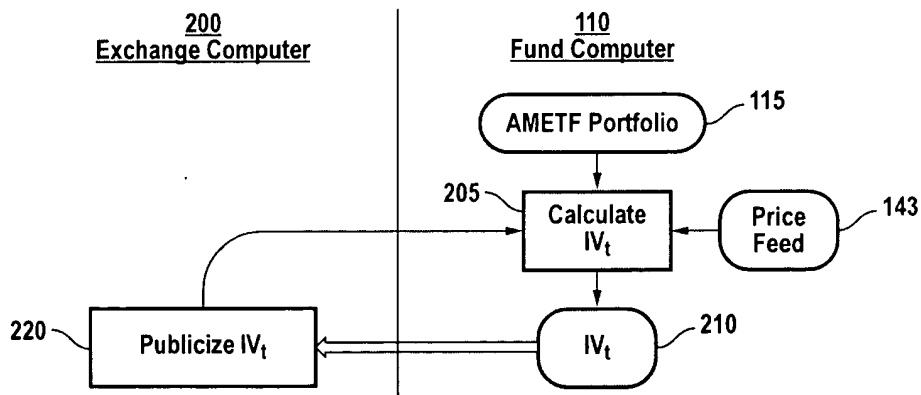 200
Exchange Computer
110
Fund Computer
AMETF Portfolio
115
205
Calculate
IVt
Price
Feed
143
220
Publicize IVt
IVt
210